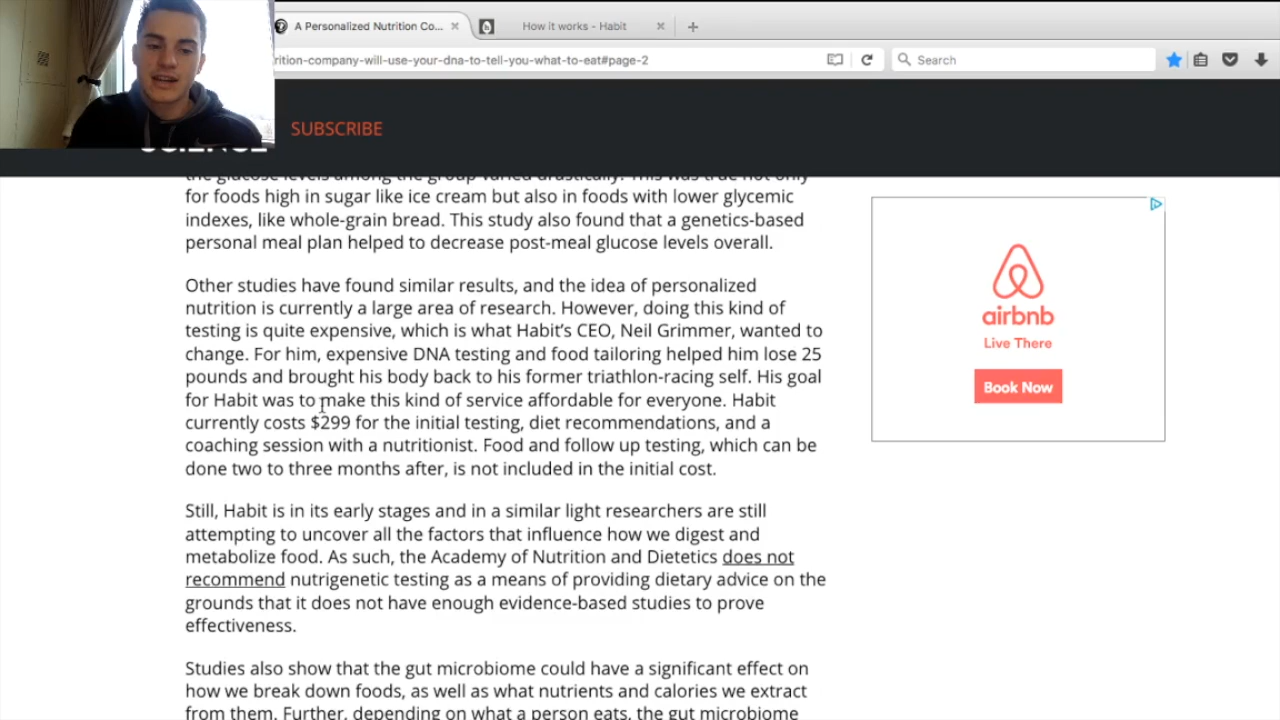 A Personalized Nutrition Co...
How it works - Habit
rition-company-will-use-your-dna-to-tell-you-what-to-eat#page-2
Search
SUBSCRIBE
the glucose levels among the group varied drastically. This was true not only
for foods high in sugar like ice cream but also in foods with lower glycemic
indexes, like whole-grain bread. This study also found that a genetics-based
personal meal plan helped to decrease post-meal glucose levels overall.
Other studies have found similar results, and the idea of personalized
nutrition is currently a large area of research. However, doing this kind of
testing is quite expensive, which is what Habit's CEO, Neil Grimmer, wanted to
change. For him, expensive DNA testing and food tailoring helped him lose 25
pounds and brought his body back to his former triathlon-racing self. His goal
for Habit was to make this kind of service affordable for everyone. Habit
currently costs $299 for the initial testing, diet recommendations, and a
coaching session with a nutritionist. Food and follow up testing, which can be
done two to three months after, is not included in the initial cost.
Still, Habit is in its early stages and in a similar light researchers are still
attempting to uncover all the factors that influence how we digest and
metabolize food. As such, the Academy of Nutrition and Dietetics does not
recommend nutrigenetic testing as a means of providing dietary advice on the
grounds that it does not have enough evidence-based studies to prove
effectiveness.
Studies also show that the gut microbiome could have a significant effect on
how we break down foods, as well as what nutrients and calories we extract
from them. Further, depending on what a person eats, the gut microbiome
airbnb
Live There
Book Now